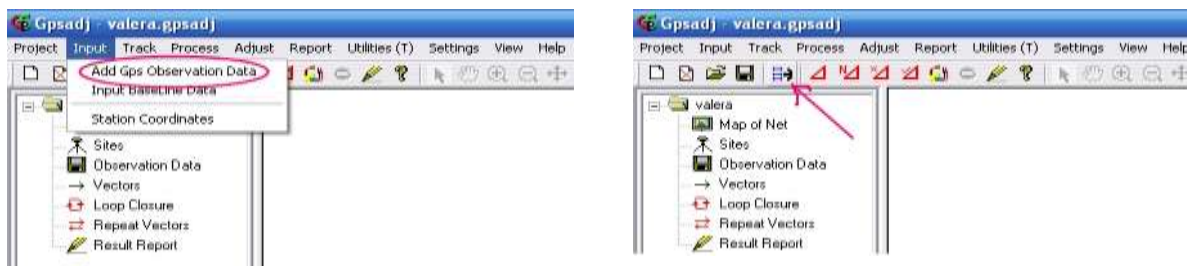 Gpsadj - valera.gpsadj
Project Input Track Process Adjust Report Utilities (T) Settings View Help
Add Gps Observation Data
Input BaseLine Data
Station Coordinates
Sites
Observation Data
Vectors
Loop Closure
Repeat Vectors
Result Report
Gpsadj - valera.gpsadj
Project Input Track Process Adjust Report Utilities (T) Settings View Help
valera
Map of Net
Sites
Observation Data
Vectors
Loop Closure
Repeat Vectors
Result Report